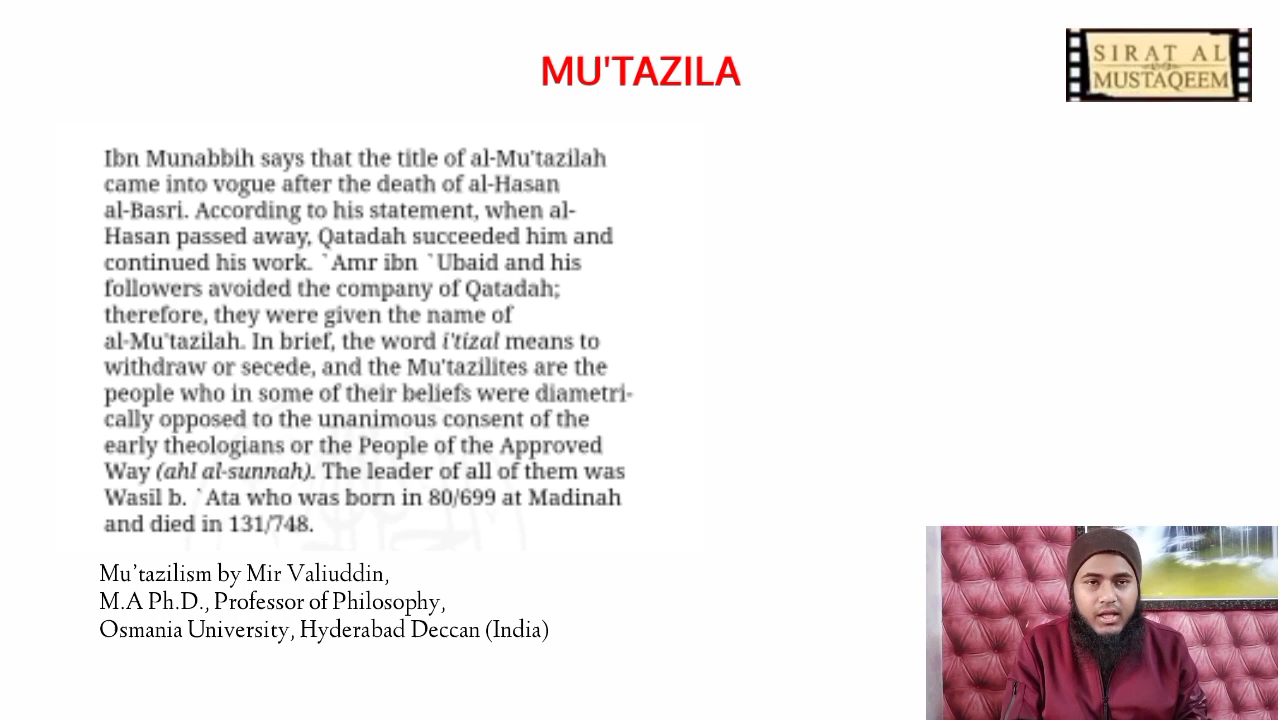 MU'TAZILA
SIRAT AL
MUSTAQEEM
Ibn Munabbih says that the title of al-Mu'tazilah
came into vogue after the death of al-Hasan
al-Basri. According to his statement, when al-
Hasan passed away, Qatadah succeeded him and
continued his work. `Amr ibn `Ubaid and his
followers avoided the company of Qatadah;
therefore, they were given the name of
al-Mu'tazilah. In brief, the word i'tizal means to
withdraw or secede, and the Mu'tazilites are the
people who in some of their beliefs were diametri-
cally opposed to the unanimous consent of the
early theologians or the People of the Approved
Way (ahl al-sunnah). The leader of all of them was
Wasil b. `Ata who was born in 80/699 at Madinah
and died in 131/748.
Mu’tazilism by Mir Valiuddin,
M.A Ph.D., Professor of Philosophy,
Osmania University, Hyderabad Deccan (India)